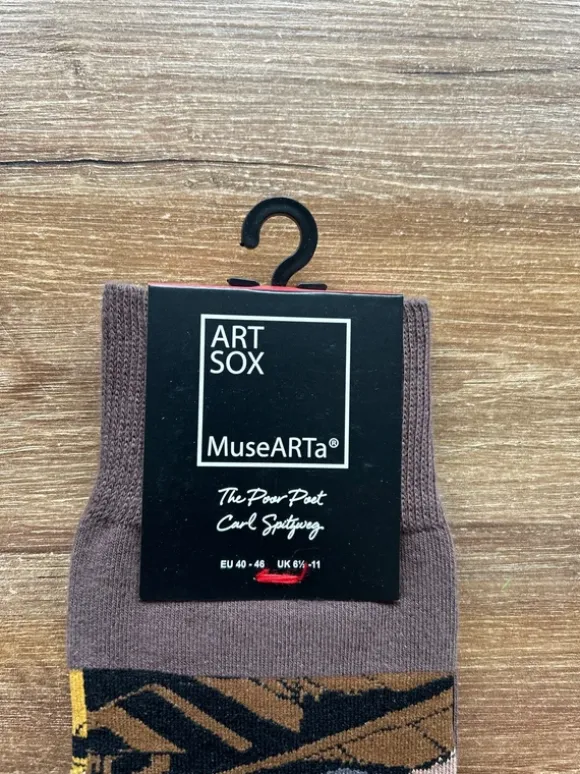 ART
SOX
MuseARTa®
The Poor Poet
Carl Spitzweg
EU 40 - 46 UK 6½ -11